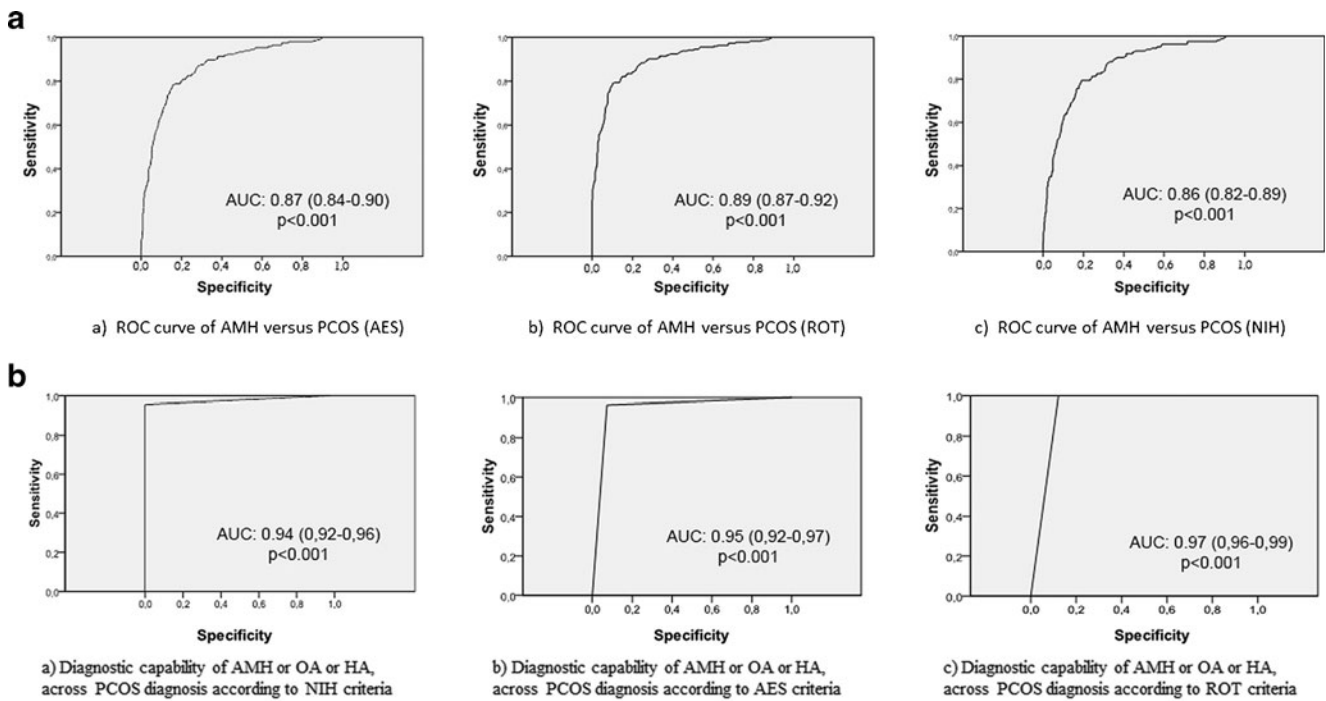 a
1,0
0,8
0,6
0,4
0,2
0,0
Sensitivity
AUC: 0.87 (0.84-0.90)
p<0.001
0,0 0,2 0,4 0,6 0,8 1,0
Specificity
a) ROC curve of AMH versus PCOS (AES)
1,0
0,8
0,6
0,4
0,2
0,0
Sensitivity
AUC: 0.89 (0.87-0.92)
p<0.001
0,0 0,2 0,4 0,6 0,8 1,0
Specificity
b) ROC curve of AMH versus PCOS (ROT)
1,0
0,8
0,6
0,4
0,2
0,0
Sensitivity
AUC: 0.86 (0.82-0.89)
p<0.001
0,0 0,2 0,4 0,6 0,8 1,0
Specificity
c) ROC curve of AMH versus PCOS (NIH)
b
1,0
0,8
0,6
0,4
0,2
0,0
Sensitivity
AUC: 0.94 (0,92-0,96)
p<0.001
0,0 0,2 0,4 0,6 0,8 1,0
Specificity
a) Diagnostic capability of AMH or OA or HA,
across PCOS diagnosis according to NIH criteria
1,0
0,8
0,6
0,4
0,2
0,0
Sensitivity
AUC: 0.95 (0,92-0,97)
p<0.001
0,0 0,2 0,4 0,6 0,8 1,0
Specificity
b) Diagnostic capability of AMH or OA or HA,
across PCOS diagnosis according to AES criteria
1,0
0,8
0,6
0,4
0,2
0,0
Sensitivity
AUC: 0.97 (0,96-0,99)
p<0.001
0,0 0,2 0,4 0,6 0,8 1,0
Specificity
c) Diagnostic capability of AMH or OA or HA,
across PCOS diagnosis according to ROT criteria